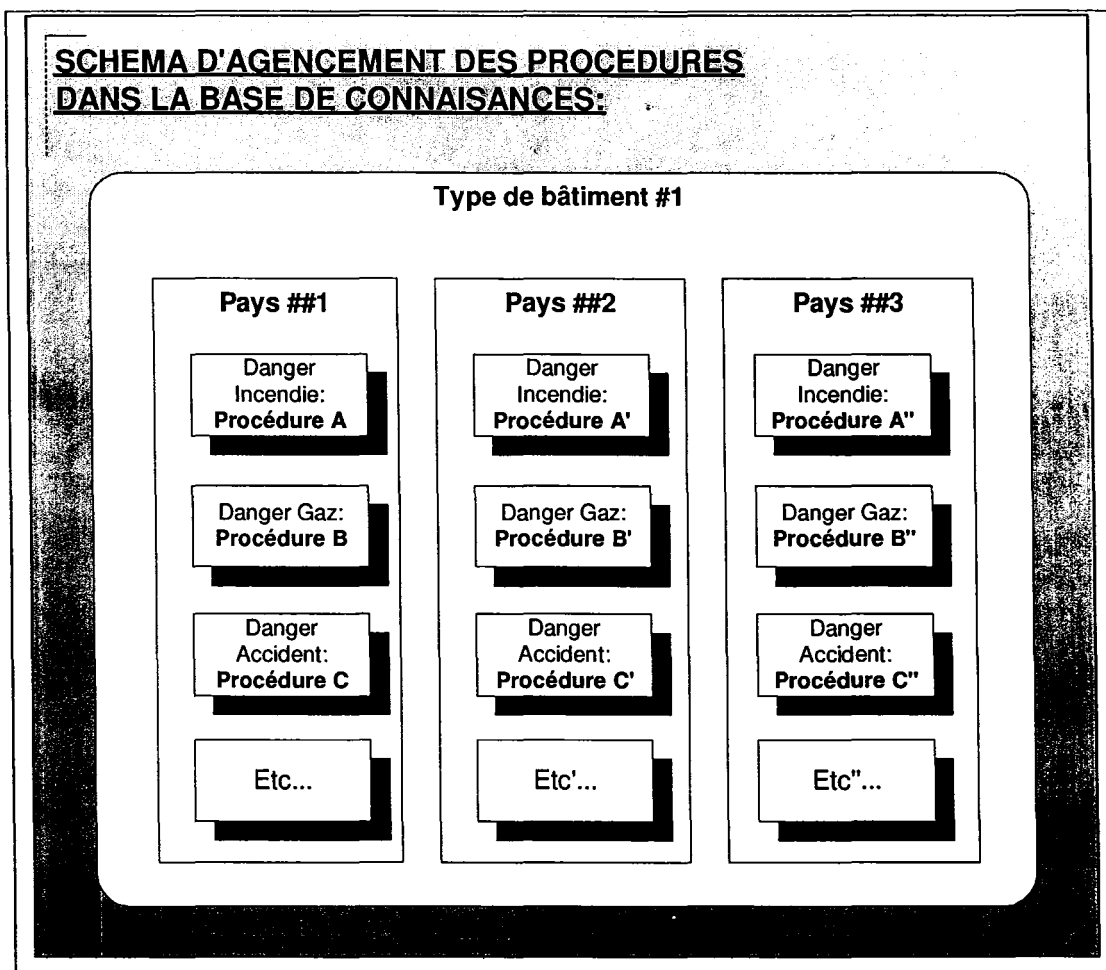 SCHEMA D'AGENCEMENT DES PROCEDURES
DANS LA BASE DE CONNAISANCES:
Type de bâtiment #1
Pays ##1
Danger
Incendie:
Procédure A
Danger Gaz:
Procédure B
Danger
Accident:
Procédure C
Etc...
Pays ##2
Danger
Incendie:
Procédure A'
Danger Gaz:
Procédure B'
Danger
Accident:
Procédure C'
Etc'...
Pays ##3
Danger
Incendie:
Procédure A"
Danger Gaz:
Procédure B"
Danger
Accident:
Procédure C"
Etc"...